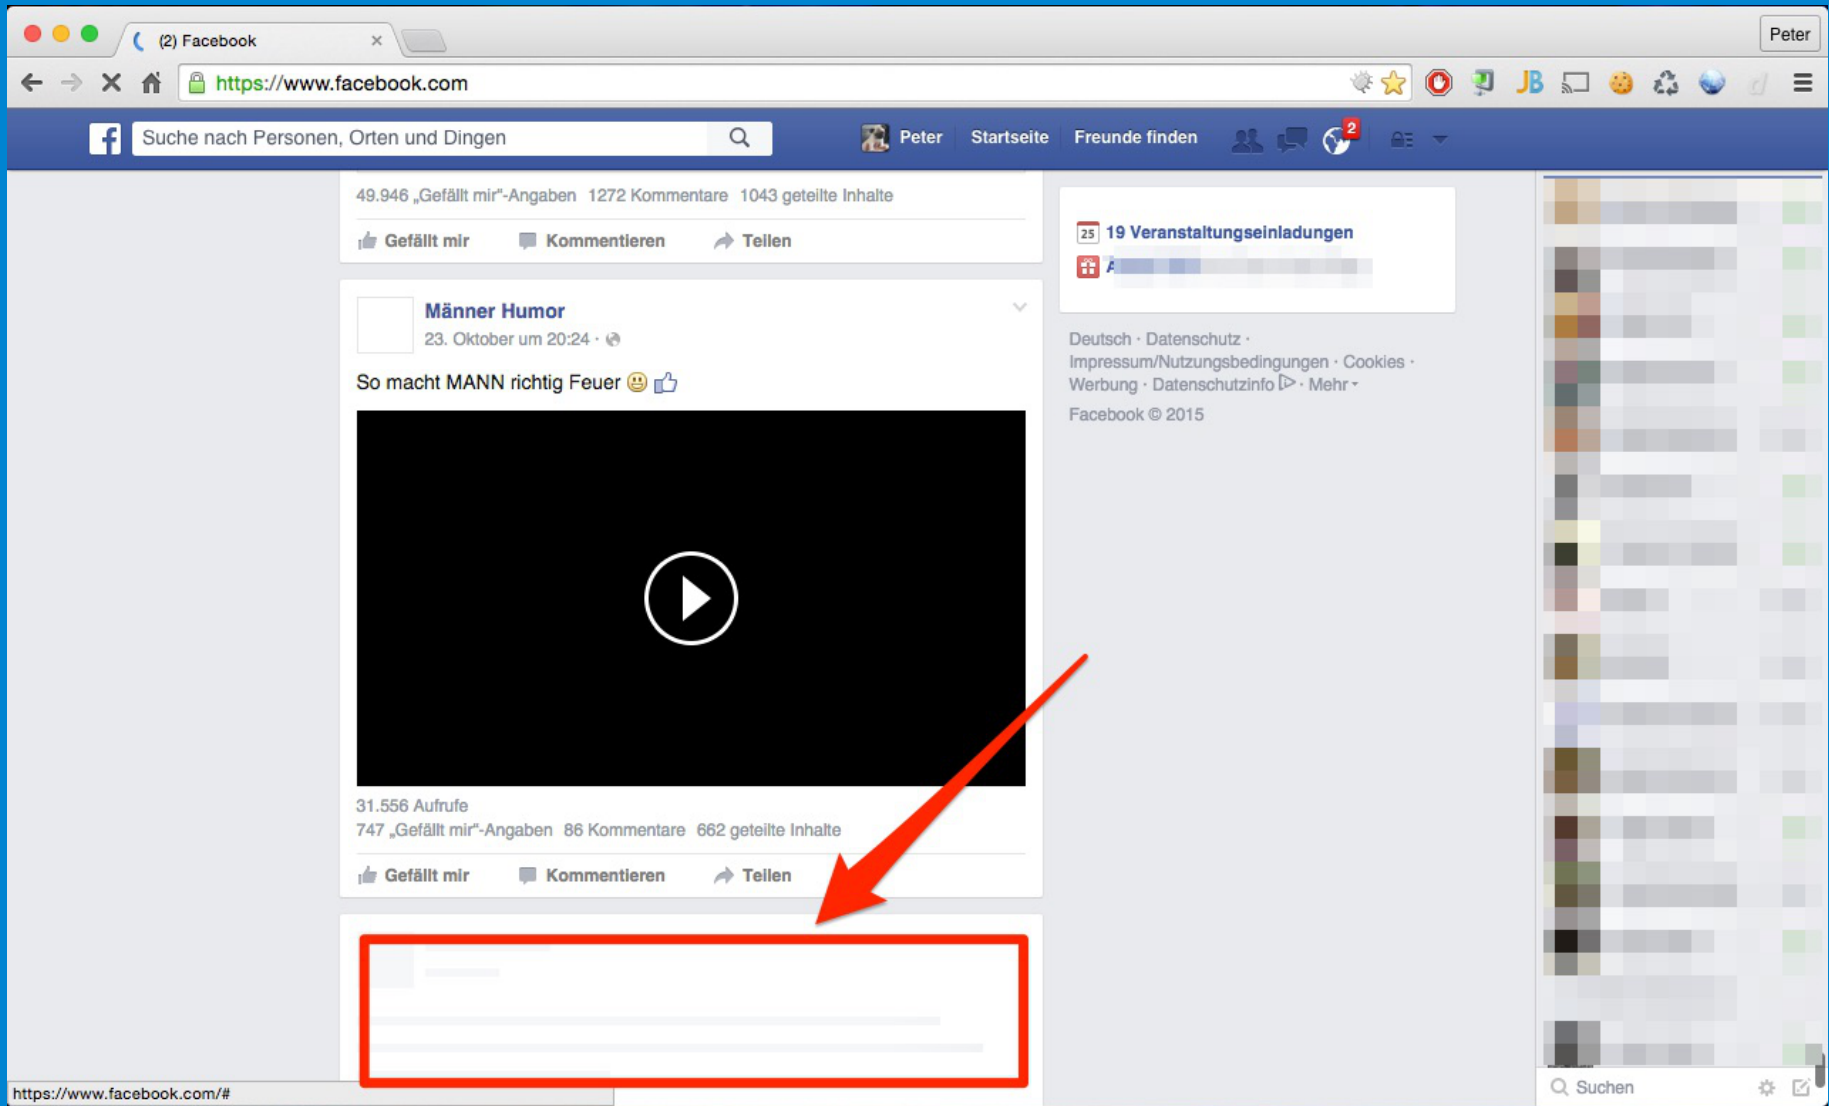 (2) Facebook
Peter
https://www.facebook.com
JB
Suche nach Personen, Orten und Dingen
Peter Startseite Freunde finden 2
49.946 „Gefällt mir“-Angaben 1272 Kommentare 1043 geteilte Inhalte
Gefällt mir Kommentieren Teilen
25 19 Veranstaltungseinladungen
Männer Humor
23. Oktober um 20:24 ·
So macht MANN richtig Feuer
Deutsch · Datenschutz ·
Impressum/Nutzungsbedingungen · Cookies ·
Werbung · Datenschutzinfo · Mehr
Facebook © 2015
31.556 Aufrufe
747 „Gefällt mir“-Angaben 86 Kommentare 662 geteilte Inhalte
Gefällt mir Kommentieren Teilen
https://www.facebook.com/#
Suchen